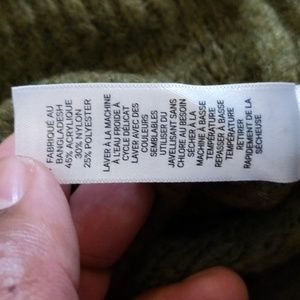 FABRIQUÉ AU
BANGLADESH
45% ACRYLIQUE
30% NYLON
25% POLYESTER
LAVER À LA MACHINE
À L'EAU FROIDE À
CYCLE DÉLICAT
LAVER AVEC DES
COULEURS
SEMBLABLES
UTILISER DU
JAVELLISANT SANS
CHLORE AU BESOIN
SÉCHER À LA
MACHINE À BASSE
TEMPÉRATURE
REPASSER À BASSE
TEMPÉRATURE
RETIRER
RAPIDEMENT DE LA
SÉCHEUSE